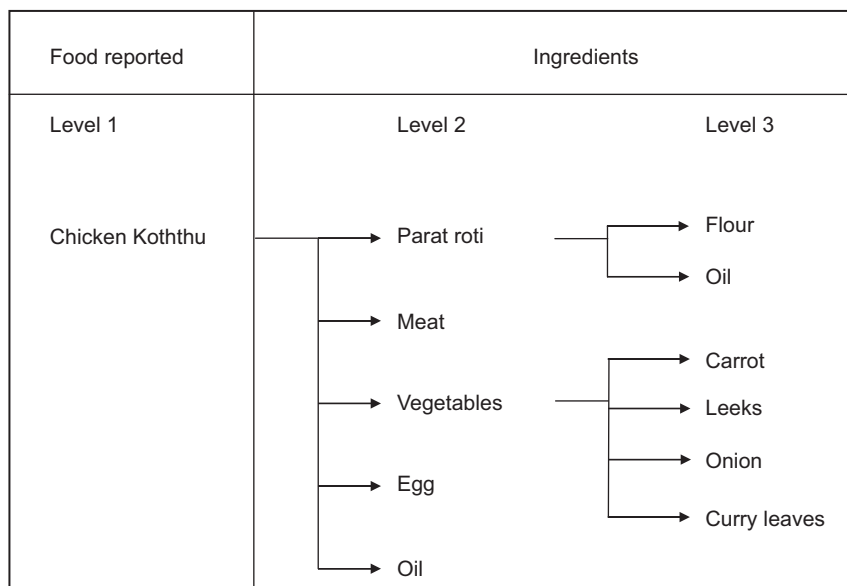 Food reported
Ingredients
Level 1
Level 2
Level 3
Chicken Koththu
Parat roti
Flour
Oil
Meat
Vegetables
Carrot
Leeks
Onion
Curry leaves
Egg
Oil